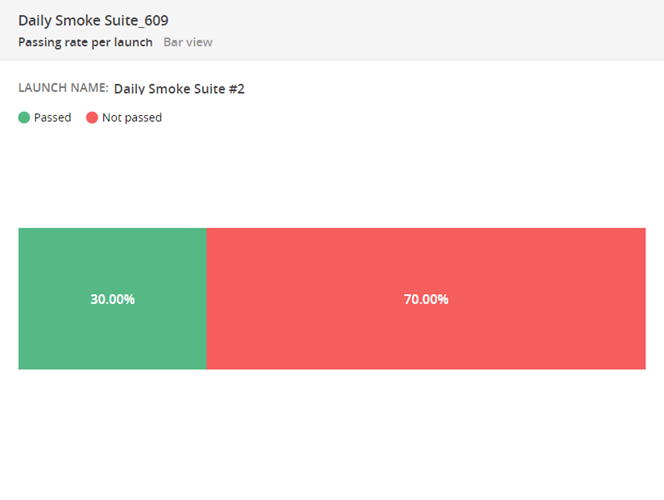 Daily Smoke Suite_609
Passing rate per launch Bar view
LAUNCH NAME: Daily Smoke Suite #2
Passed Not passed
30.00% 70.00%